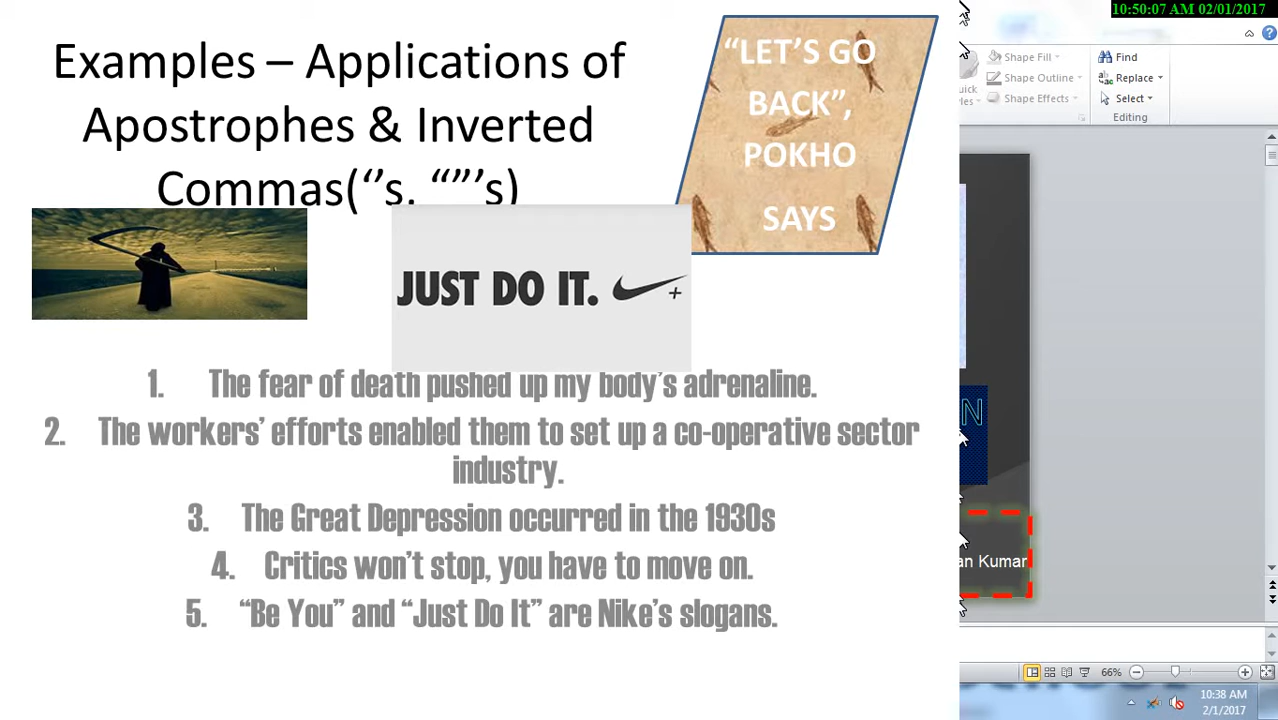 10:50:07 AM 02/01/2017
Examples – Applications of
Apostrophes & Inverted
Commas(‘’s, “”’s)
“LET’S GO
BACK”,
POKHO
SAYS
JUST DO IT.
1. The fear of death pushed up my body’s adrenaline.
2. The workers’ efforts enabled them to set up a co-operative sector
industry.
3. The Great Depression occurred in the 1930s
4. Critics won’t stop, you have to move on.
5. “Be You” and “Just Do It” are Nike’s slogans.
Shape Fill
Shape Outline
Shape Effects
Find
Replace
Select
Editing
N
an Kumar
66%
10:38 AM
2/1/2017